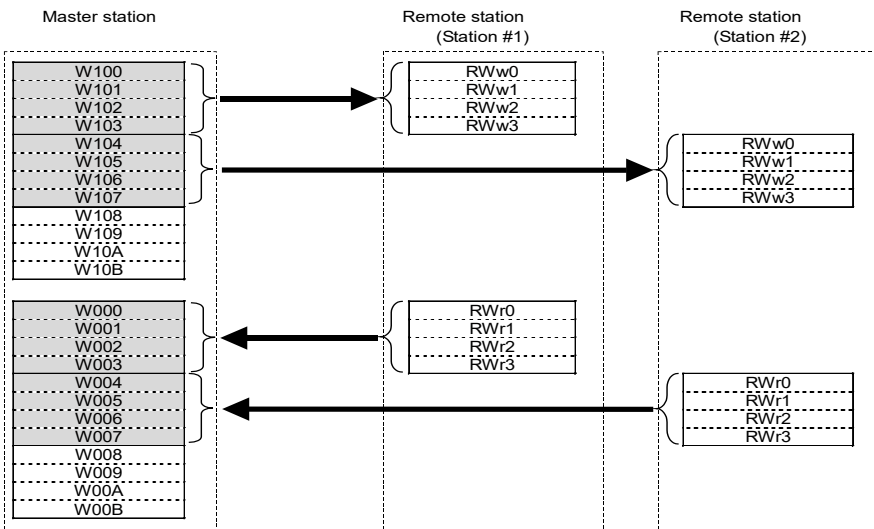 Master station
Remote station
(Station #1)
Remote station
(Station #2)
W100
W101
W102
W103
W104
W105
W106
W107
W108
W109
W10A
W10B
RWw0
RWw1
RWw2
RWw3
RWw0
RWw1
RWw2
RWw3
W000
W001
W002
W003
W004
W005
W006
W007
W008
W009
W00A
W00B
RWr0
RWr1
RWr2
RWr3
RWr0
RWr1
RWr2
RWr3